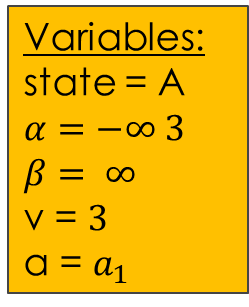 Variables:
state = A
α = −∞ 3
β = ∞
v = 3
a = a₁